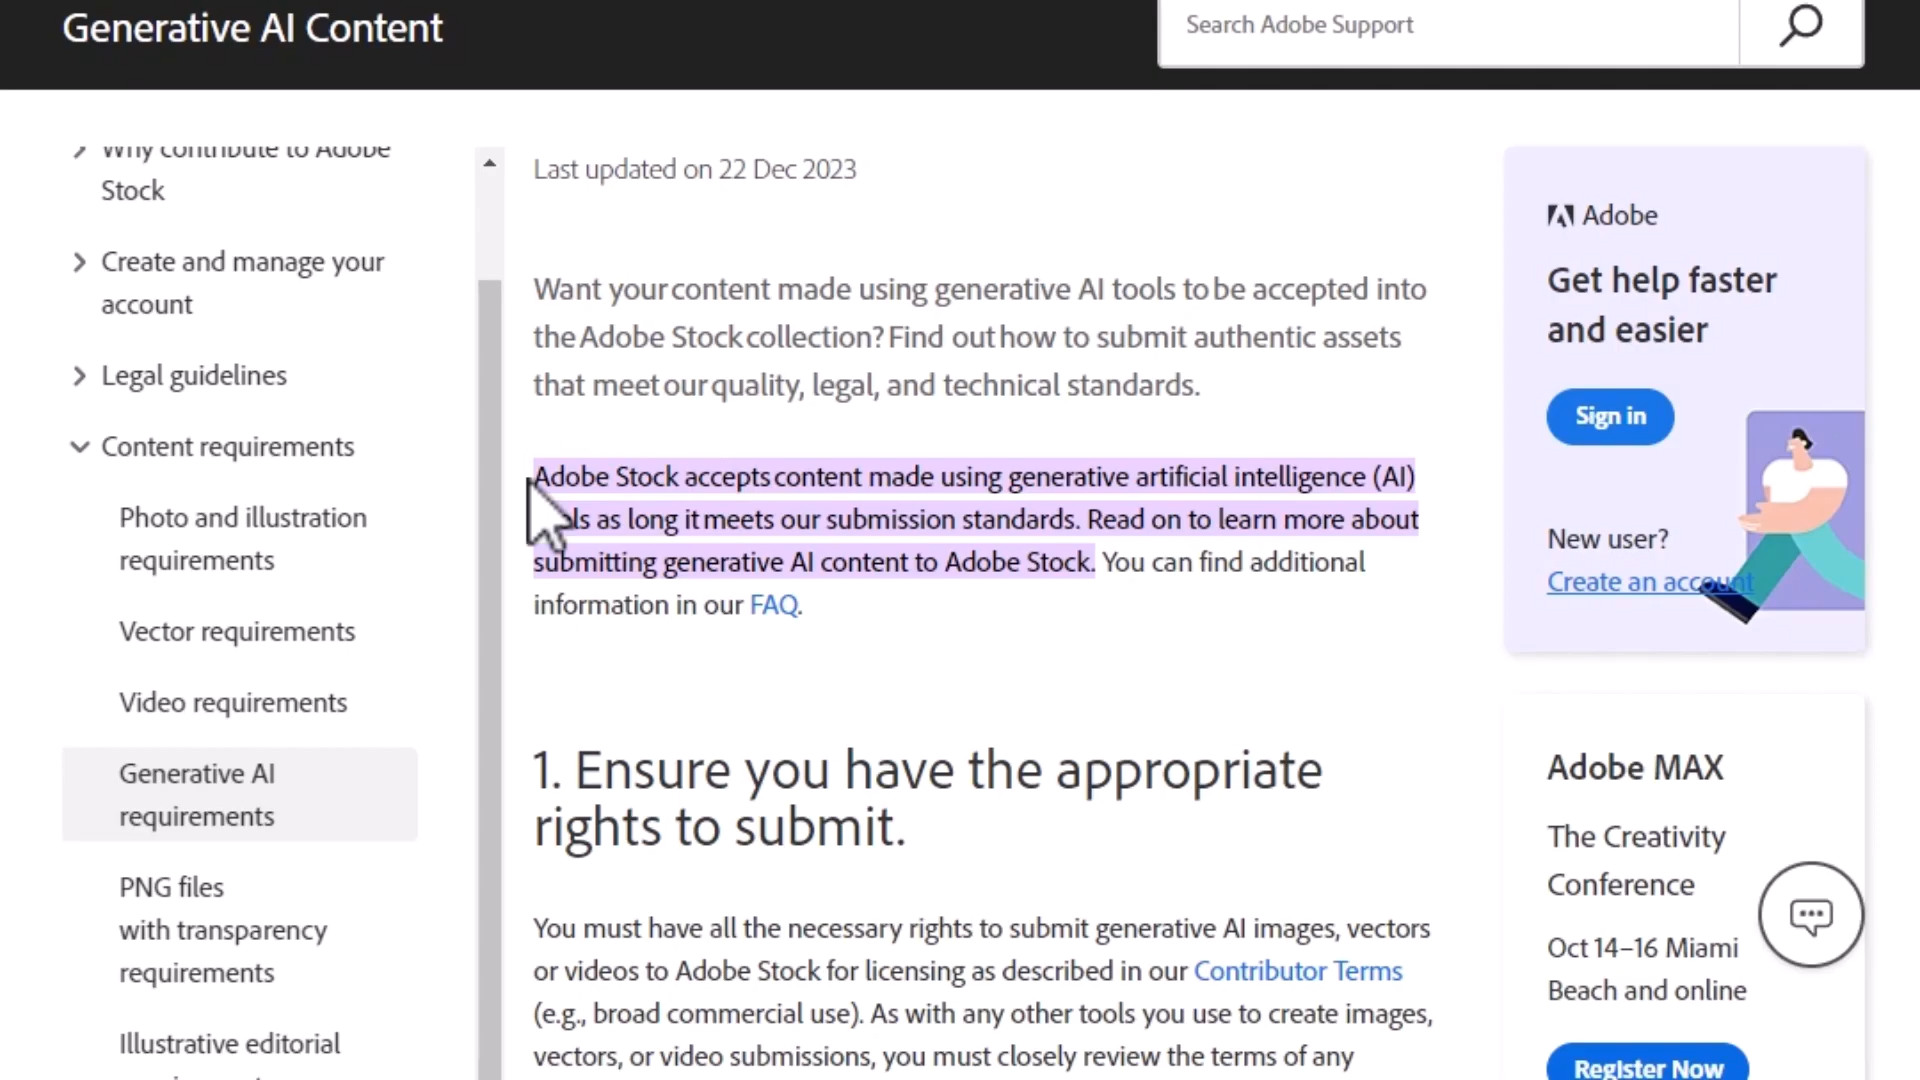 Generative AI Content
Search Adobe Support
Why contribute to Adobe
Stock
Create and manage your
account
Legal guidelines
Content requirements
Photo and illustration
requirements
Vector requirements
Video requirements
Generative AI
requirements
PNG files
with transparency
requirements
Illustrative editorial
Last updated on 22 Dec 2023
Want your content made using generative AI tools to be accepted into
the Adobe Stock collection? Find out how to submit authentic assets
that meet our quality, legal, and technical standards.
Adobe Stock accepts content made using generative artificial intelligence (AI)
as long it meets our submission standards. Read on to learn more about
submitting generative AI content to Adobe Stock. You can find additional
information in our FAQ.
1. Ensure you have the appropriate
rights to submit.
You must have all the necessary rights to submit generative AI images, vectors
or videos to Adobe Stock for licensing as described in our Contributor Terms
(e.g., broad commercial use). As with any other tools you use to create images,
vectors, or video submissions, you must closely review the terms of any
Adobe
Get help faster
and easier
Sign in
New user?
Create an account
Adobe MAX
The Creativity
Conference
Oct 14–16 Miami
Beach and online
Register Now